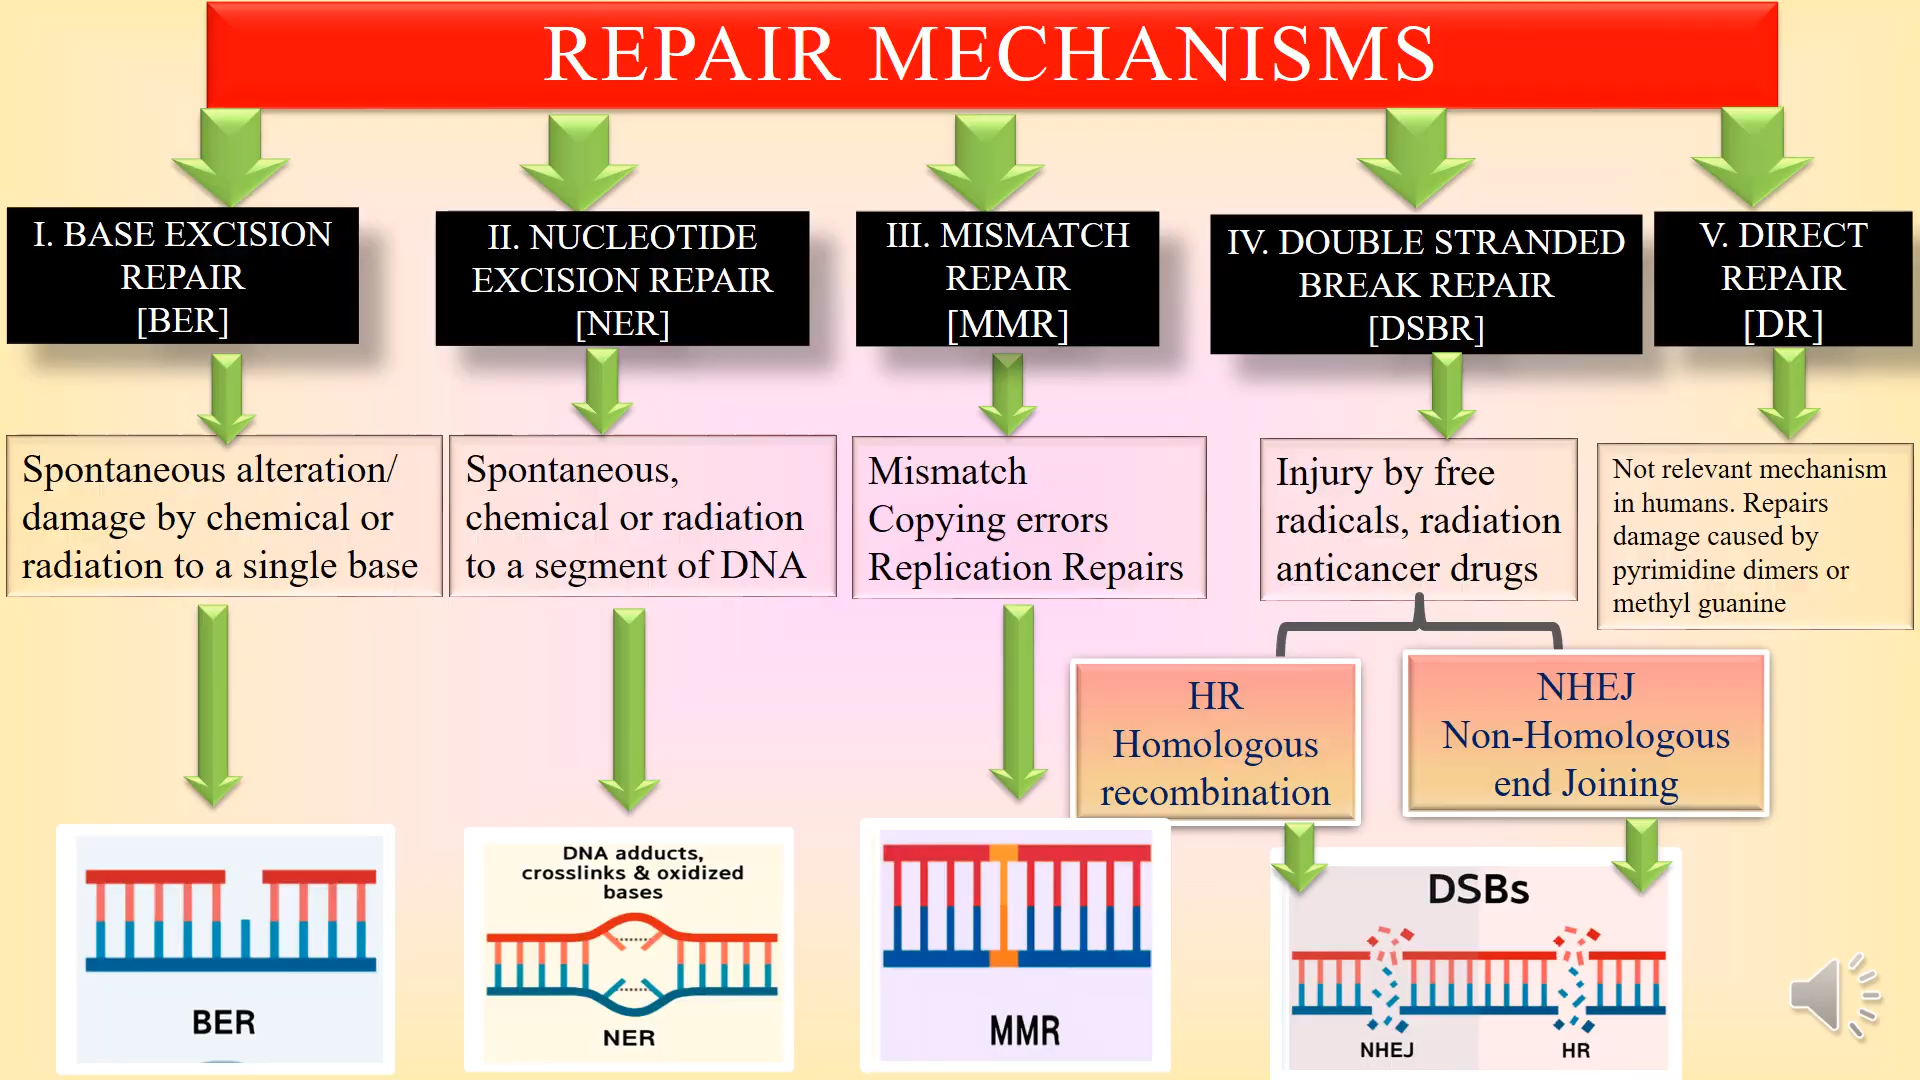 REPAIR MECHANISMS
I. BASE EXCISION
REPAIR
[BER]
II. NUCLEOTIDE
EXCISION REPAIR
[NER]
III. MISMATCH
REPAIR
[MMR]
IV. DOUBLE STRANDED
BREAK REPAIR
[DSBR]
V. DIRECT
REPAIR
[DR]
Spontaneous alteration/
damage by chemical or
radiation to a single base
Spontaneous,
chemical or radiation
to a segment of DNA
Mismatch
Copying errors
Replication Repairs
Injury by free
radicals, radiation
anticancer drugs
Not relevant mechanism
in humans. Repairs
damage caused by
pyrimidine dimers or
methyl guanine
HR
Homologous
recombination
NHEJ
Non-Homologous
end Joining
BER
DNA adducts,
crosslinks & oxidized
bases
NER
MMR
DSBs
NHEJ
HR